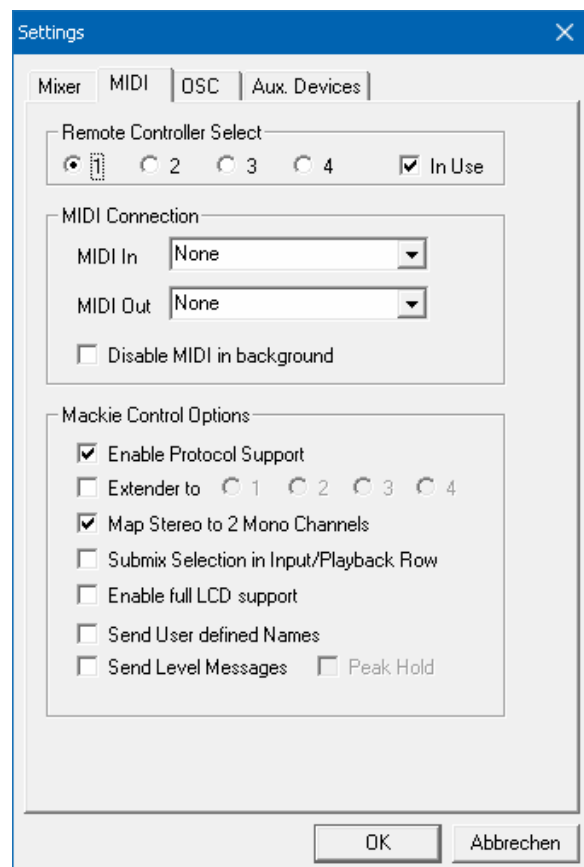 Settings
Mixer MIDI OSC Aux. Devices
Remote Controller Select
1 2 3 4 In Use
MIDI Connection
MIDI In None
MIDI Out None
Disable MIDI in background
Mackie Control Options
Enable Protocol Support
Extender to 1 2 3 4
Map Stereo to 2 Mono Channels
Submix Selection in Input/Playback Row
Enable full LCD support
Send User defined Names
Send Level Messages Peak Hold
OK Abbrechen